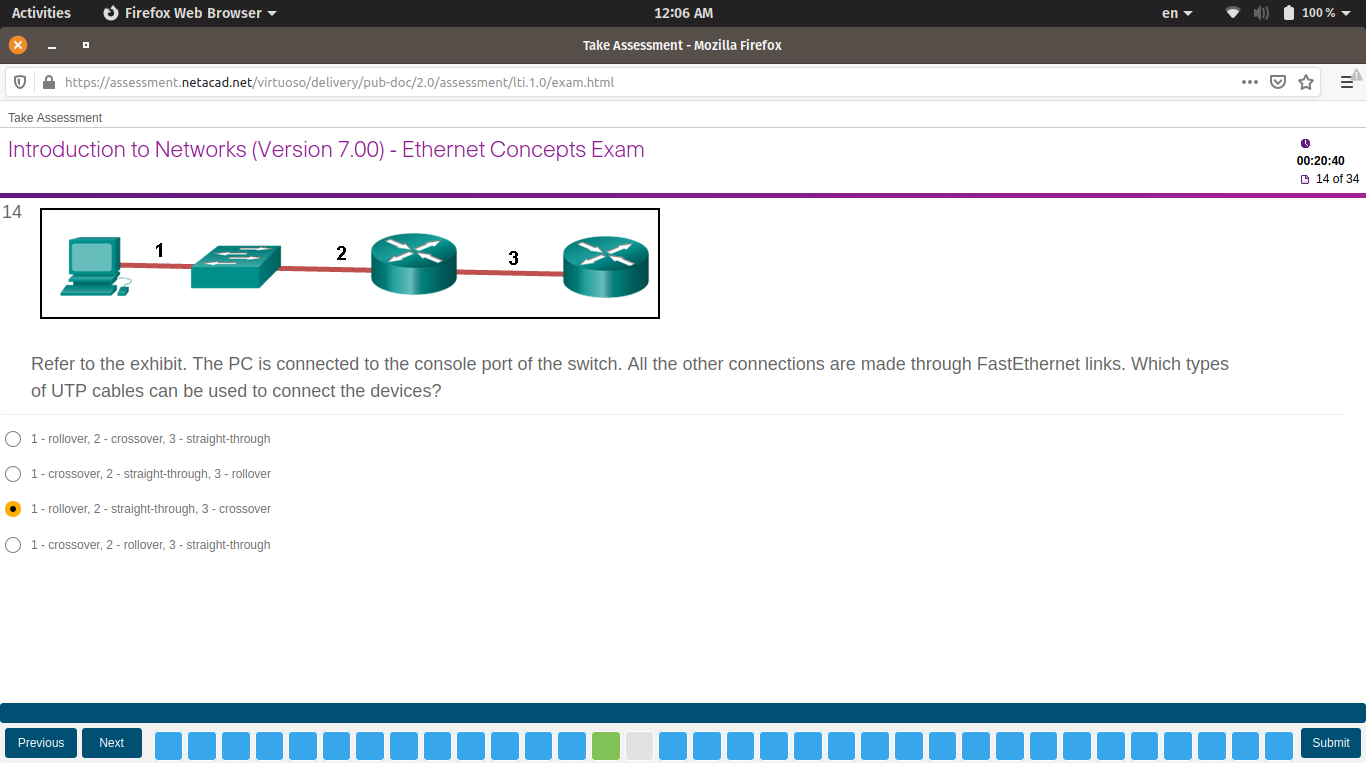 Activities Firefox Web Browser 12:06 AM en 100 %
Take Assessment - Mozilla Firefox
https://assessment.netacad.net/virtuoso/delivery/pub-doc/2.0/assessment/lti.1.0/exam.html
Take Assessment
Introduction to Networks (Version 7.00) - Ethernet Concepts Exam
00:20:40
14 of 34
14
1 2 3
Refer to the exhibit. The PC is connected to the console port of the switch. All the other connections are made through FastEthernet links. Which types
of UTP cables can be used to connect the devices?
1 - rollover, 2 - crossover, 3 - straight-through
1 - crossover, 2 - straight-through, 3 - rollover
1 - rollover, 2 - straight-through, 3 - crossover
1 - crossover, 2 - rollover, 3 - straight-through
Previous Next Submit